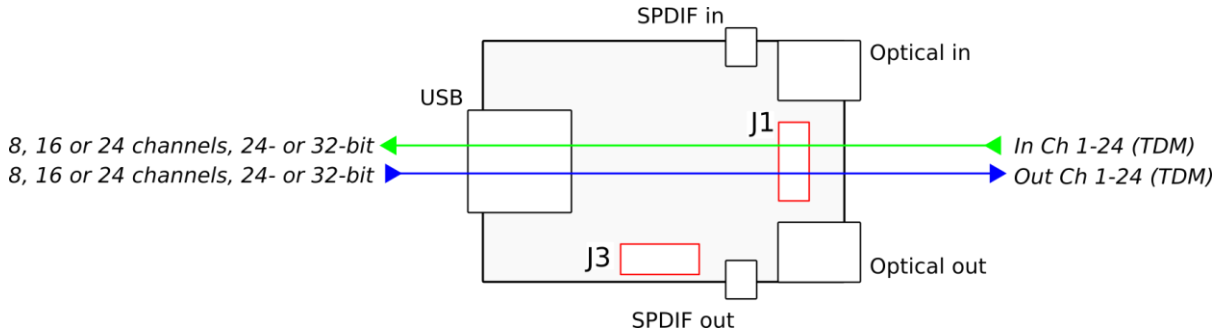 SPDIF in
Optical in
USB
J1
8, 16 or 24 channels, 24- or 32-bit
In Ch 1-24 (TDM)
8, 16 or 24 channels, 24- or 32-bit
Out Ch 1-24 (TDM)
J3
Optical out
SPDIF out